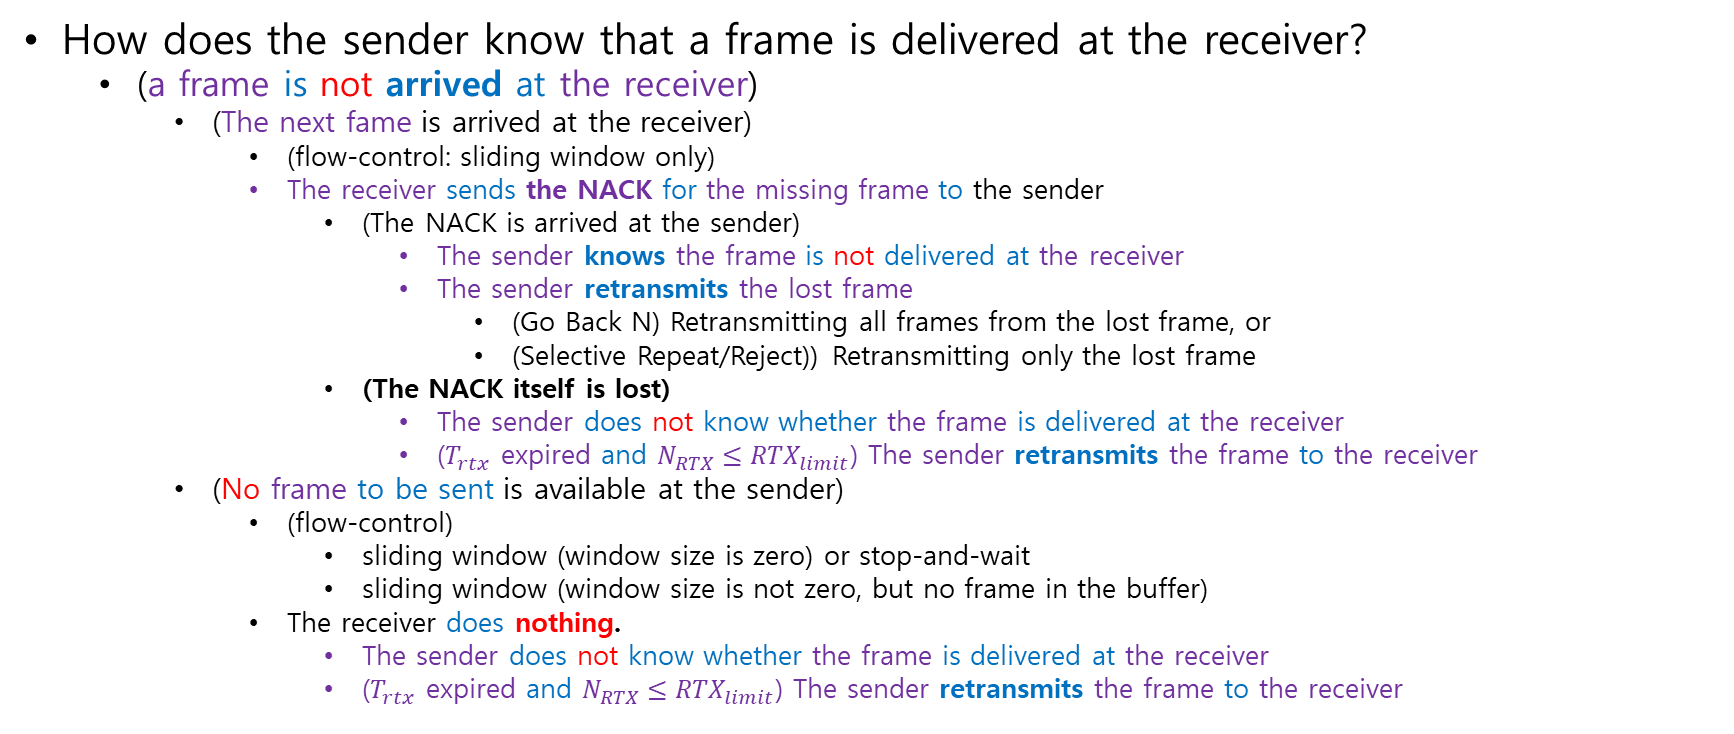 • How does the sender know that a frame is delivered at the receiver?
• (a frame is not arrived at the receiver)
• (The next fame is arrived at the receiver)
• (flow-control: sliding window only)
• The receiver sends the NACK for the missing frame to the sender
• (The NACK is arrived at the sender)
• The sender knows the frame is not delivered at the receiver
• The sender retransmits the lost frame
• (Go Back N) Retransmitting all frames from the lost frame, or
• (Selective Repeat/Reject)) Retransmitting only the lost frame
• (The NACK itself is lost)
• The sender does not know whether the frame is delivered at the receiver
• (T_rtx expired and N_RTX ≤ RTX_limit) The sender retransmits the frame to the receiver
• (No frame to be sent is available at the sender)
• (flow-control)
• sliding window (window size is zero) or stop-and-wait
• sliding window (window size is not zero, but no frame in the buffer)
• The receiver does nothing.
• The sender does not know whether the frame is delivered at the receiver
• (T_rtx expired and N_RTX ≤ RTX_limit) The sender retransmits the frame to the receiver